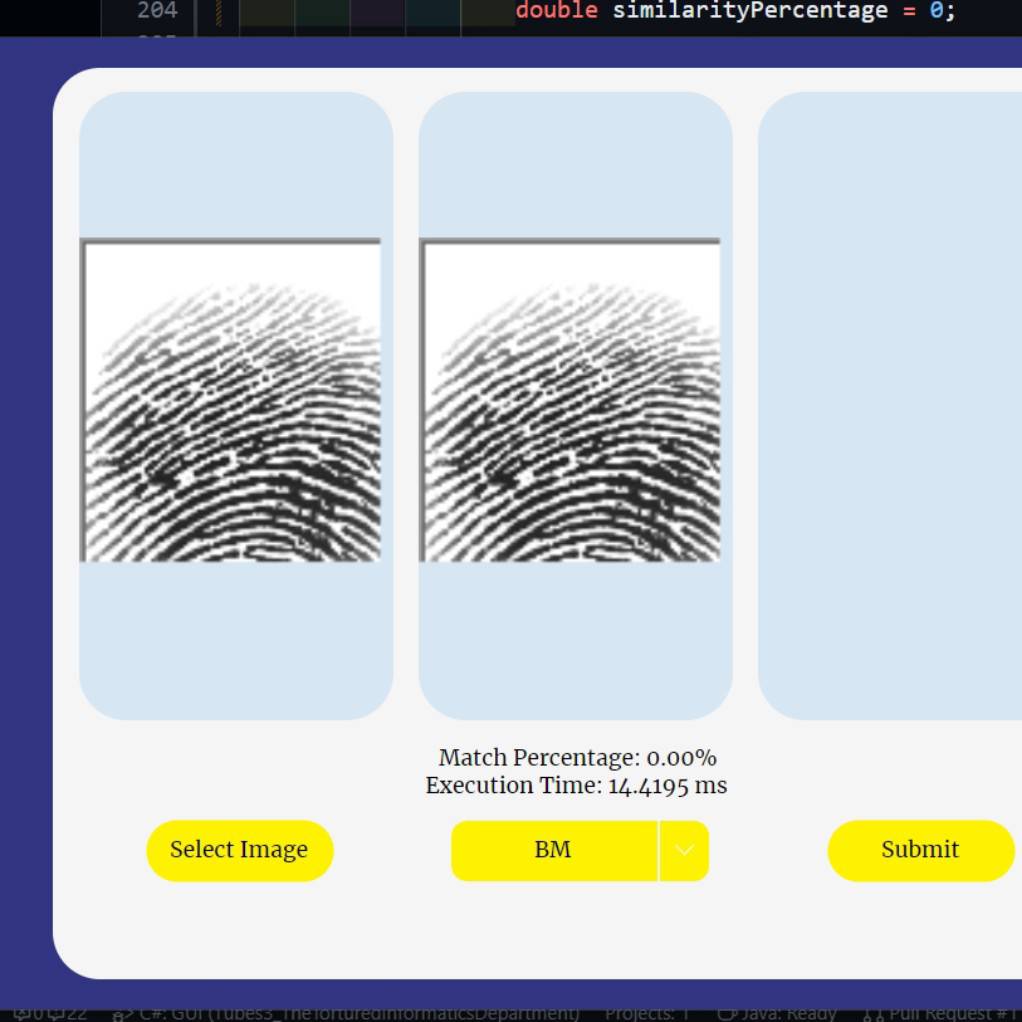 204 double similarityPercentage = 0;
Match Percentage: 0.00%
Execution Time: 14.4195 ms
Select Image
BM
Submit
0 22 C#: GUI (Tubes3_TheTorturedInformaticsDepartment) Projects: 1 Java: Ready Pull Request #1